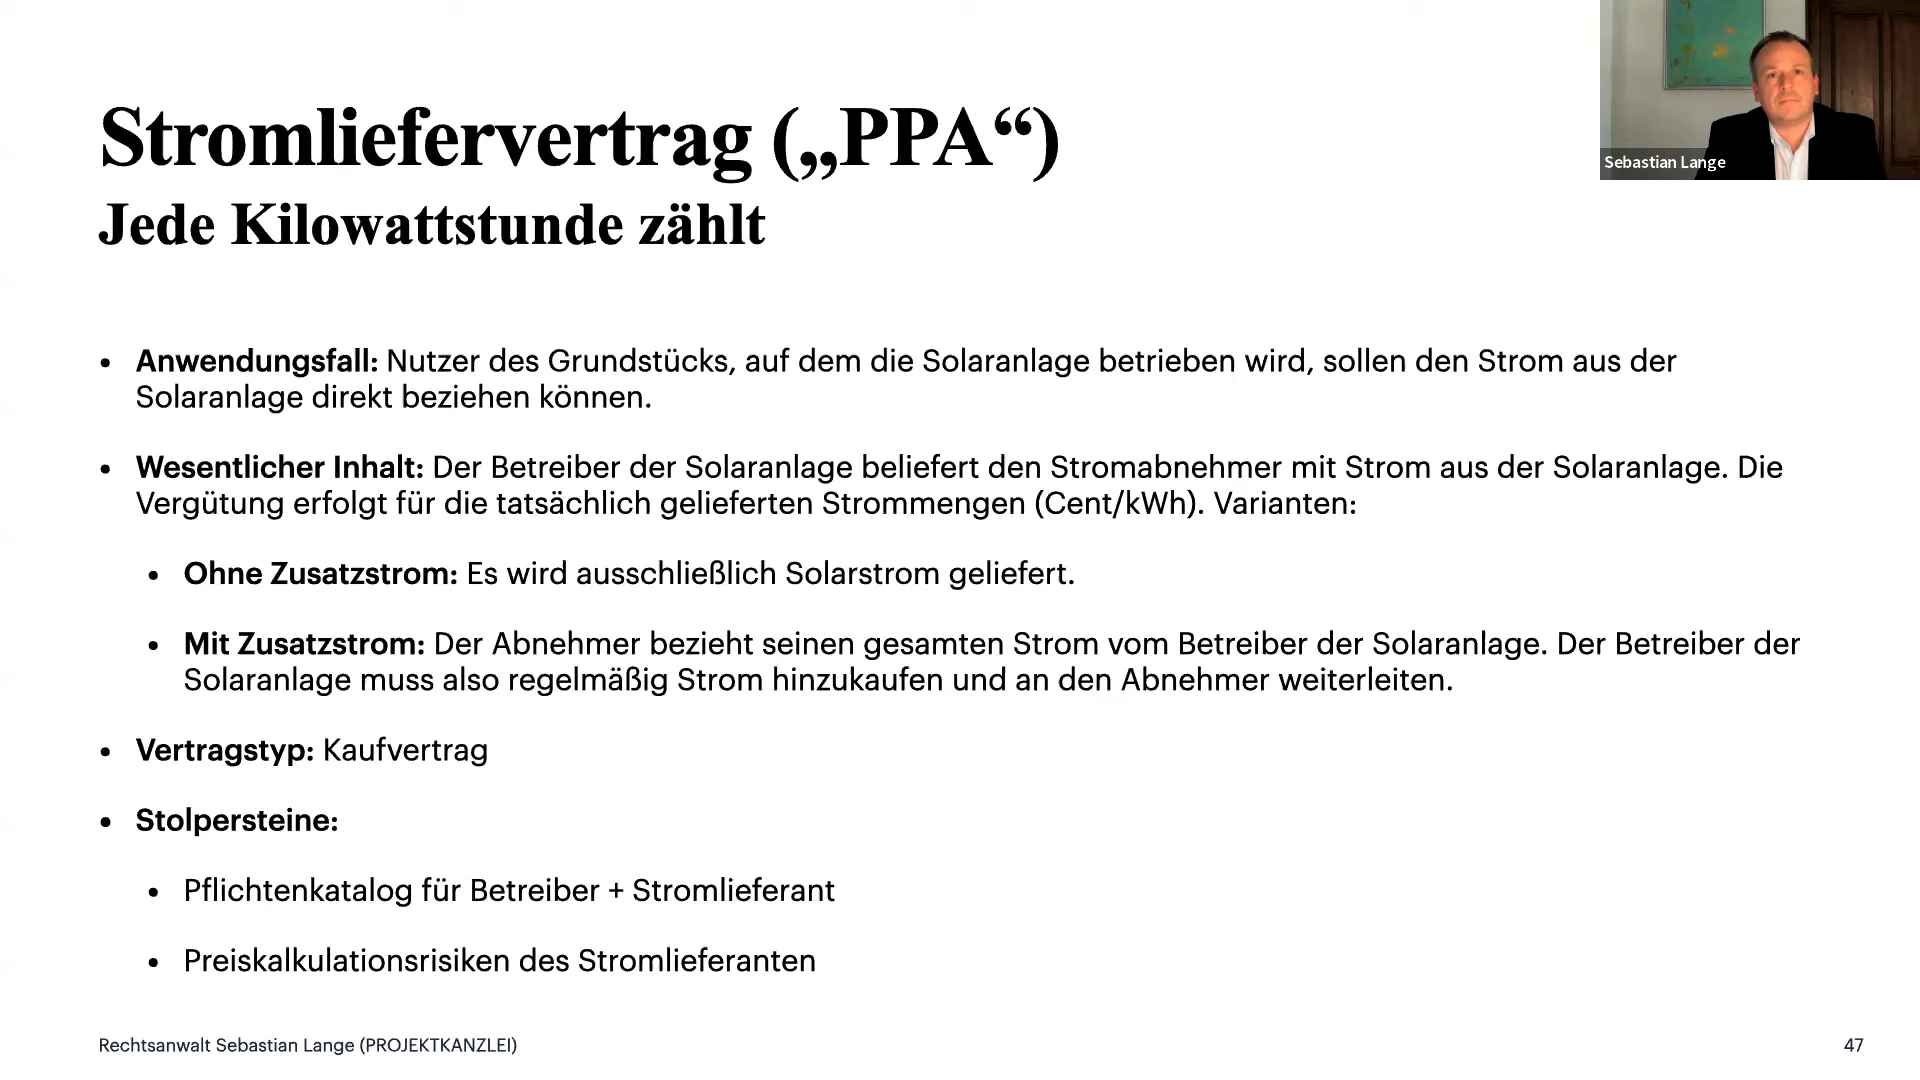 Stromliefervertrag („PPA“)
Jede Kilowattstunde zählt
Sebastian Lange
• Anwendungsfall: Nutzer des Grundstücks, auf dem die Solaranlage betrieben wird, sollen den Strom aus der
Solaranlage direkt beziehen können.
• Wesentlicher Inhalt: Der Betreiber der Solaranlage beliefert den Stromabnehmer mit Strom aus der Solaranlage. Die
Vergütung erfolgt für die tatsächlich gelieferten Strommengen (Cent/kWh). Varianten:
• Ohne Zusatzstrom: Es wird ausschließlich Solarstrom geliefert.
• Mit Zusatzstrom: Der Abnehmer bezieht seinen gesamten Strom vom Betreiber der Solaranlage. Der Betreiber der
Solaranlage muss also regelmäßig Strom hinzukaufen und an den Abnehmer weiterleiten.
• Vertragstyp: Kaufvertrag
• Stolpersteine:
• Pflichtenkatalog für Betreiber + Stromlieferant
• Preiskalkulationsrisiken des Stromlieferanten
Rechtsanwalt Sebastian Lange (PROJEKTKANZLEI)
47